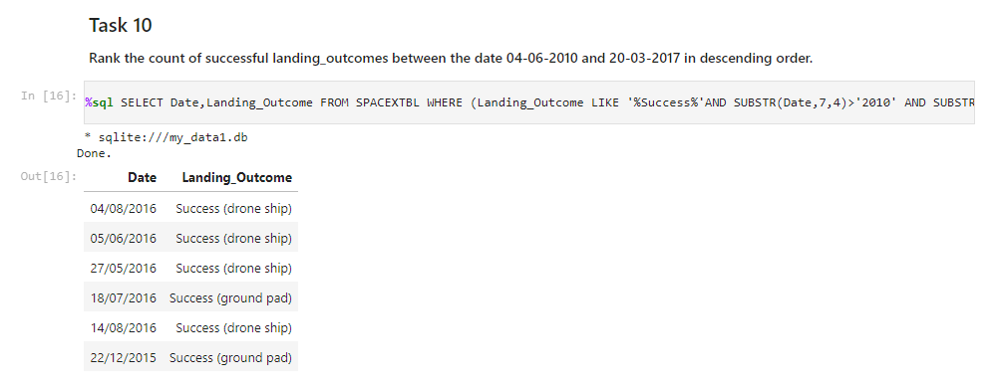 Task 10
Rank the count of successful landing_outcomes between the date 04-06-2010 and 20-03-2017 in descending order.
In [16]: %sql SELECT Date,Landing_Outcome FROM SPACEXTBL WHERE (Landing_Outcome LIKE '%Success%'AND SUBSTR(Date,7,4)>'2010' AND SUBSTR
* sqlite:///my_data1.db
Done.
Out[16]: Date Landing_Outcome
04/08/2016 Success (drone ship)
05/06/2016 Success (drone ship)
27/05/2016 Success (drone ship)
18/07/2016 Success (ground pad)
14/08/2016 Success (drone ship)
22/12/2015 Success (ground pad)